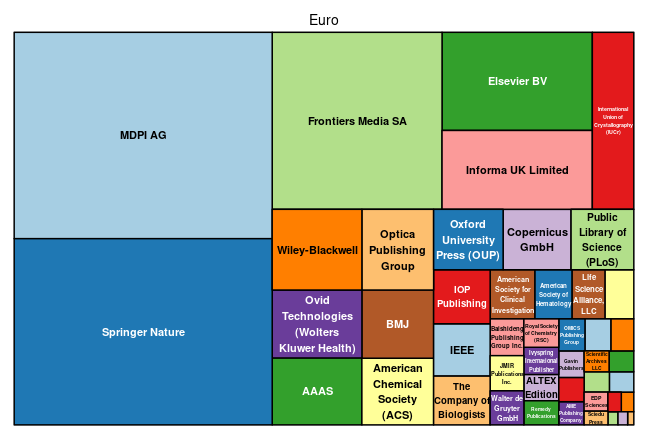 Euro
MDPI AG
Springer Nature
Frontiers Media SA
Elsevier BV
Informa UK Limited
International
Union of
Crystallography
(IUCr)
Wiley-Blackwell
Optica
Publishing
Group
Ovid
Technologies
(Wolters
Kluwer Health)
BMJ
AAAS
American
Chemical
Society
(ACS)
Oxford
University
Press (OUP)
Copernicus
GmbH
Public
Library of
Science
(PLoS)
IOP
Publishing
IEEE
The
Company of
Biologists
American
Society for
Clinical
Investigation
American
Society of
Hematology
Life
Science
Alliance,
LLC
Baishideng
Publishing
Group Inc.
Royal Society
of Chemistry
(RSC)
OMICS
Publishing
Group
JMIR
Publications
Inc.
Ivyspring
International
Publisher
Gavin
Publishers
Scientific
Archives
LLC
Walter de
Gruyter
GmbH
ALTEX
Edition
Remedy
Publications
AME
Publishing
Company
EDP
Sciences
Sciedu
Press